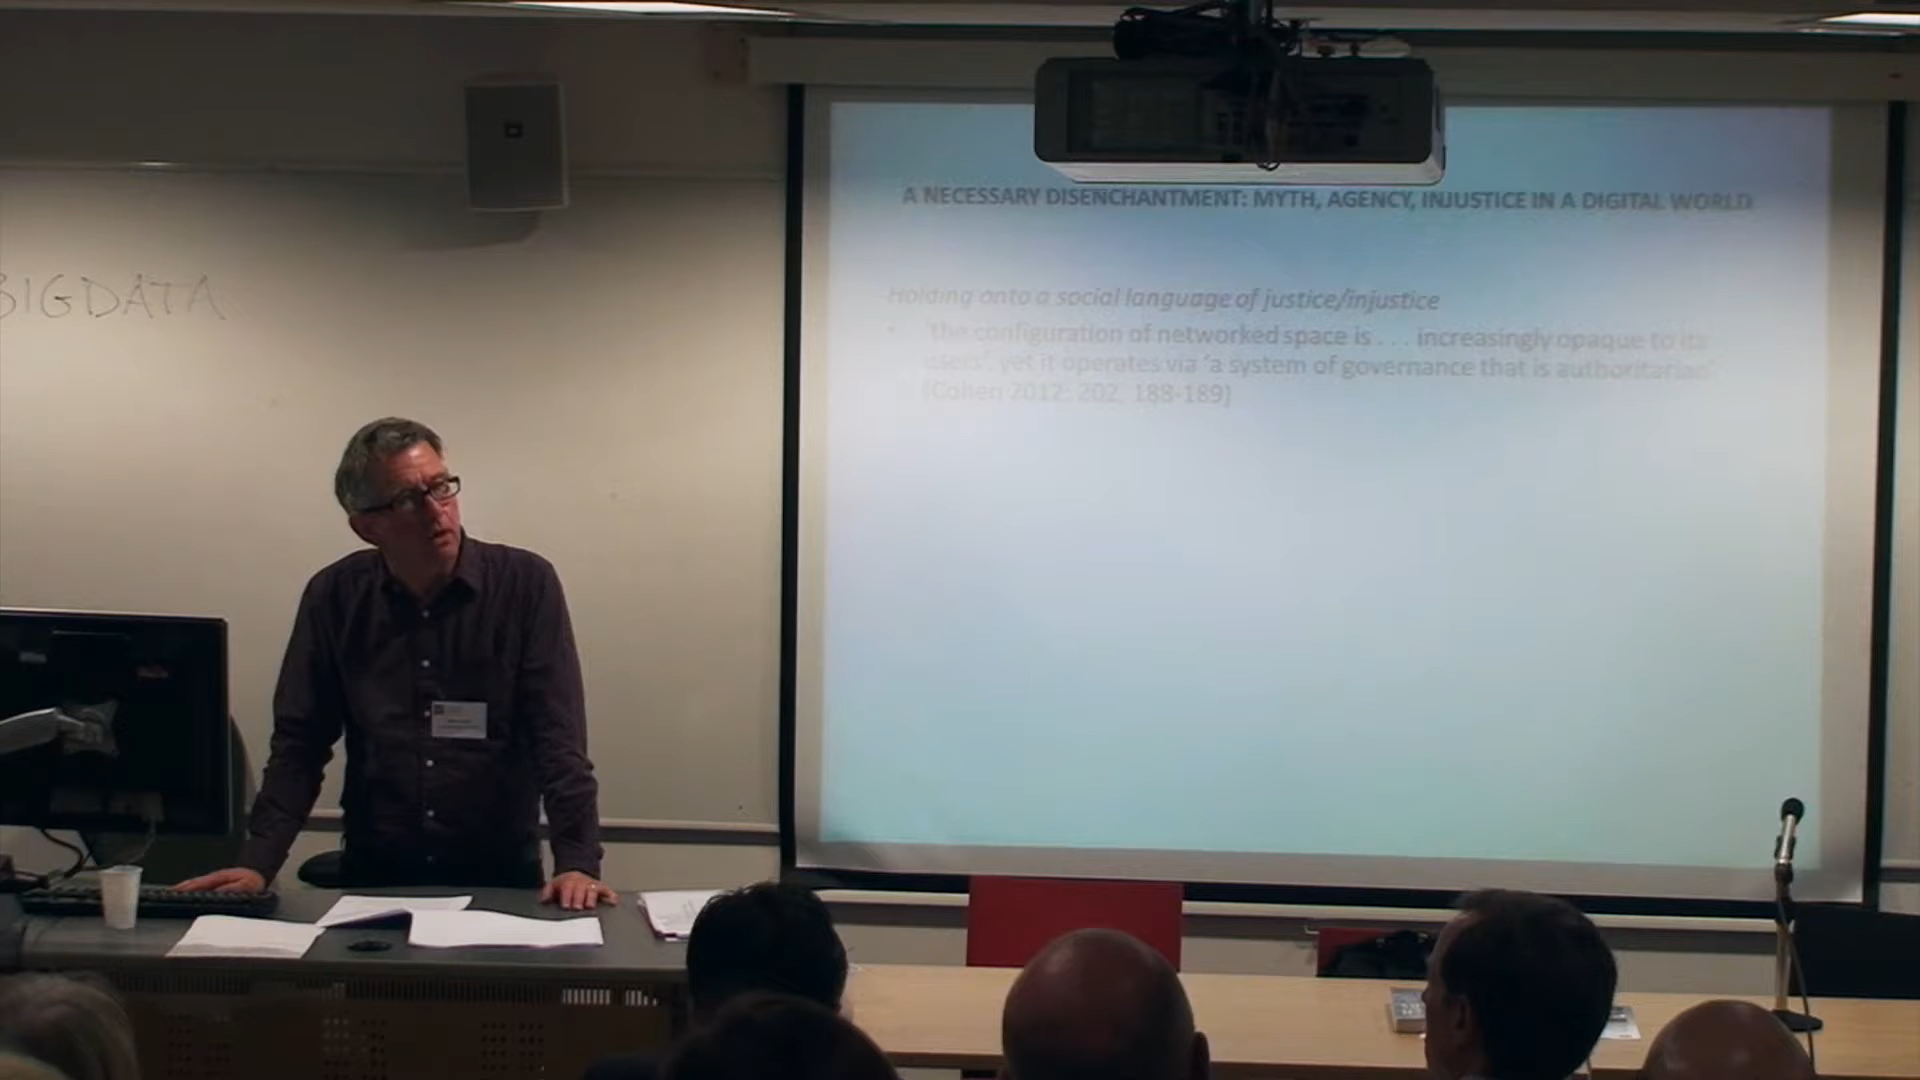 BIGDATA
A NECESSARY DISENCHANTMENT: MYTH, AGENCY, INJUSTICE IN A DIGITAL WORLD
Holding onto a social language of justice/injustice
• 'the configuration of networked space is . . . increasingly opaque to its
users', yet it operates via 'a system of governance that is authoritarian'
(Cohen 2012: 202, 188-189)